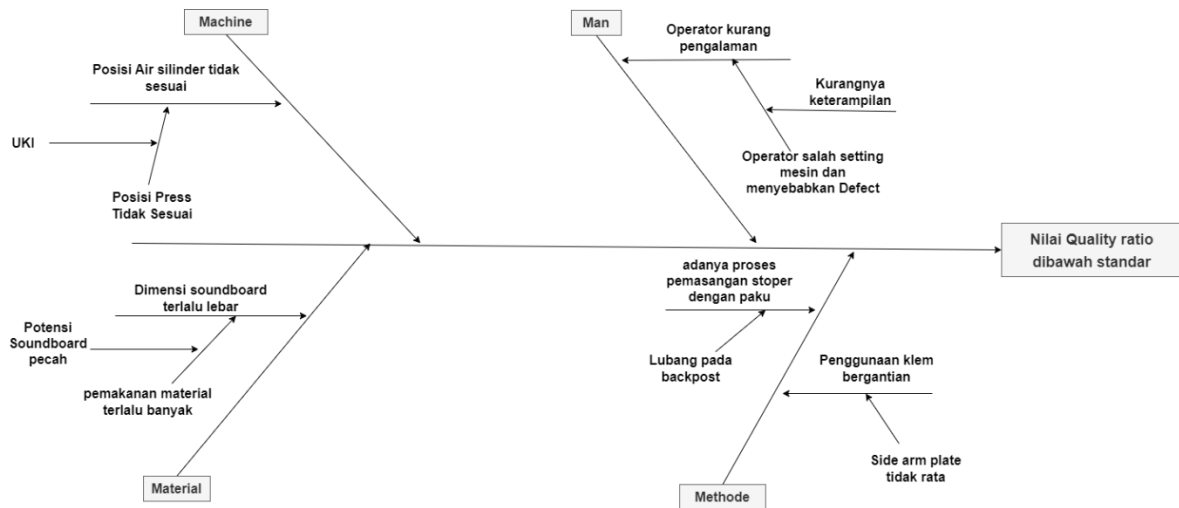 Machine
Man
Operator kurang
pengalaman
Posisi Air silinder tidak
sesuai
Kurangnya
keterampilan
UKI
Operator salah setting
mesin dan
menyebabkan Defect
Posisi Press
Tidak Sesuai
Nilai Quality ratio
dibawah standar
adanya proses
pemasangan stoper
dengan paku
Dimensi soundboard
terlalu lebar
Potensi
Soundboard
pecah
Lubang pada
backpost
Penggunaan klem
bergantian
pemakanan material
terlalu banyak
Side arm plate
tidak rata
Material
Methode